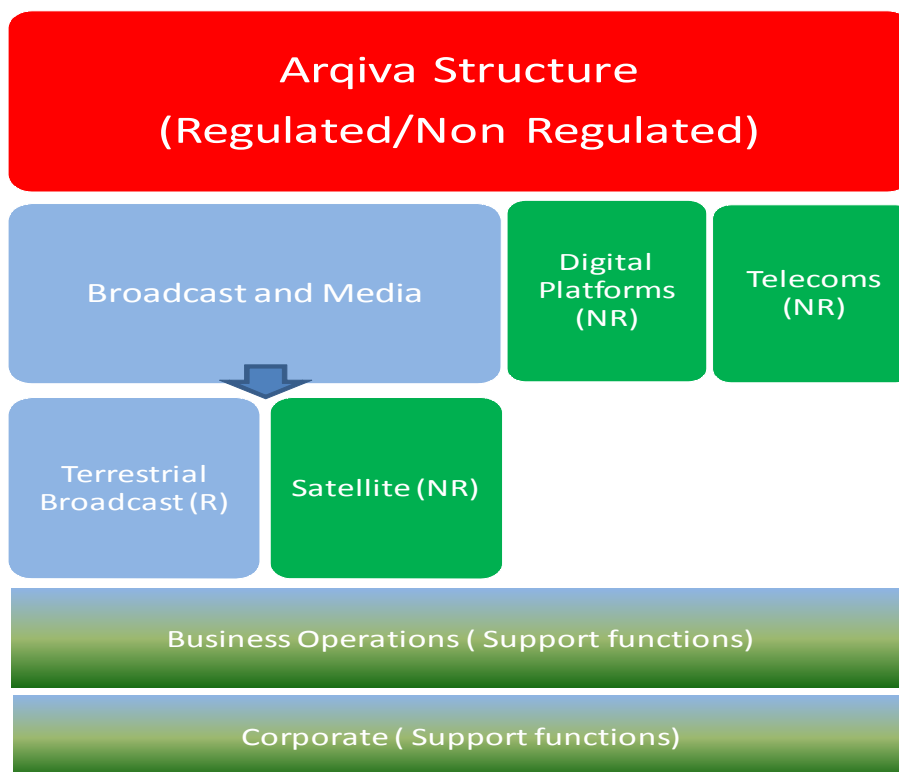 Arqiva Structure
(Regulated/Non Regulated)
Broadcast and Media
Digital
Platforms
(NR)
Telecoms
(NR)
Terrestrial
Broadcast (R)
Satellite (NR)
Business Operations ( Support functions)
Corporate ( Support functions)